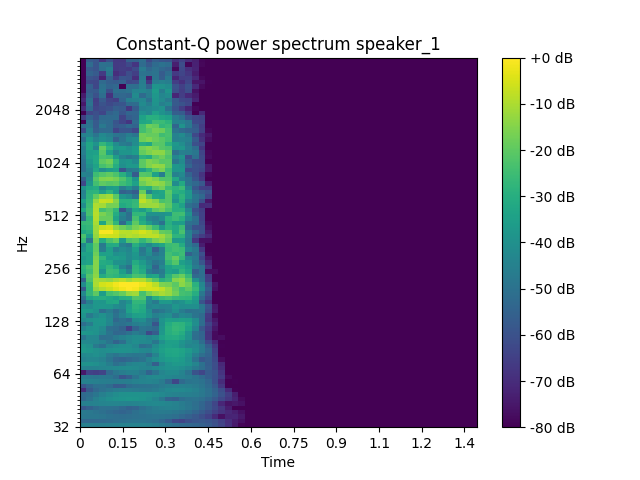 Constant-Q power spectrum speaker_1
Hz
2048
1024
512
256
128
64
32
0 0.15 0.3 0.45 0.6 0.75 0.9 1.1 1.2 1.4
Time
+0 dB
-10 dB
-20 dB
-30 dB
-40 dB
-50 dB
-60 dB
-70 dB
-80 dB